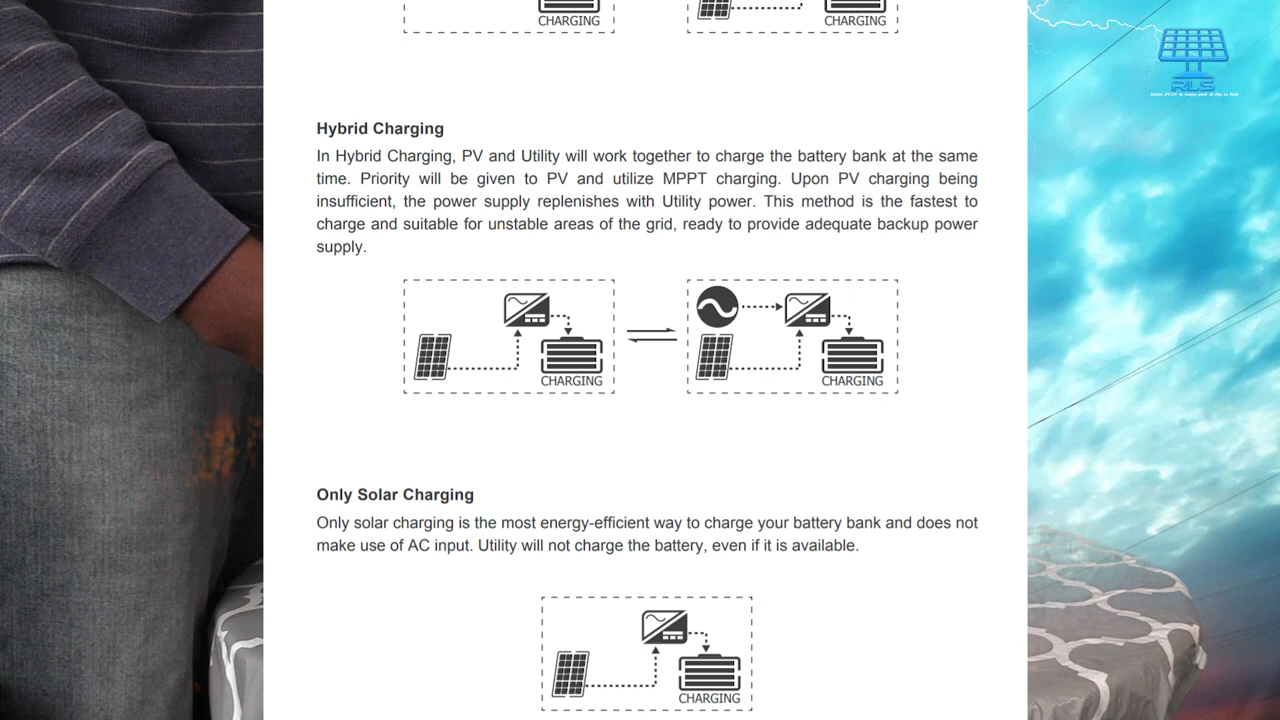 CHARGING
CHARGING
RLS
Hybrid Charging
In Hybrid Charging, PV and Utility will work together to charge the battery bank at the same
time. Priority will be given to PV and utilize MPPT charging. Upon PV charging being
insufficient, the power supply replenishes with Utility power. This method is the fastest to
charge and suitable for unstable areas of the grid, ready to provide adequate backup power
supply.
CHARGING
CHARGING
Only Solar Charging
Only solar charging is the most energy-efficient way to charge your battery bank and does not
make use of AC input. Utility will not charge the battery, even if it is available.
CHARGING